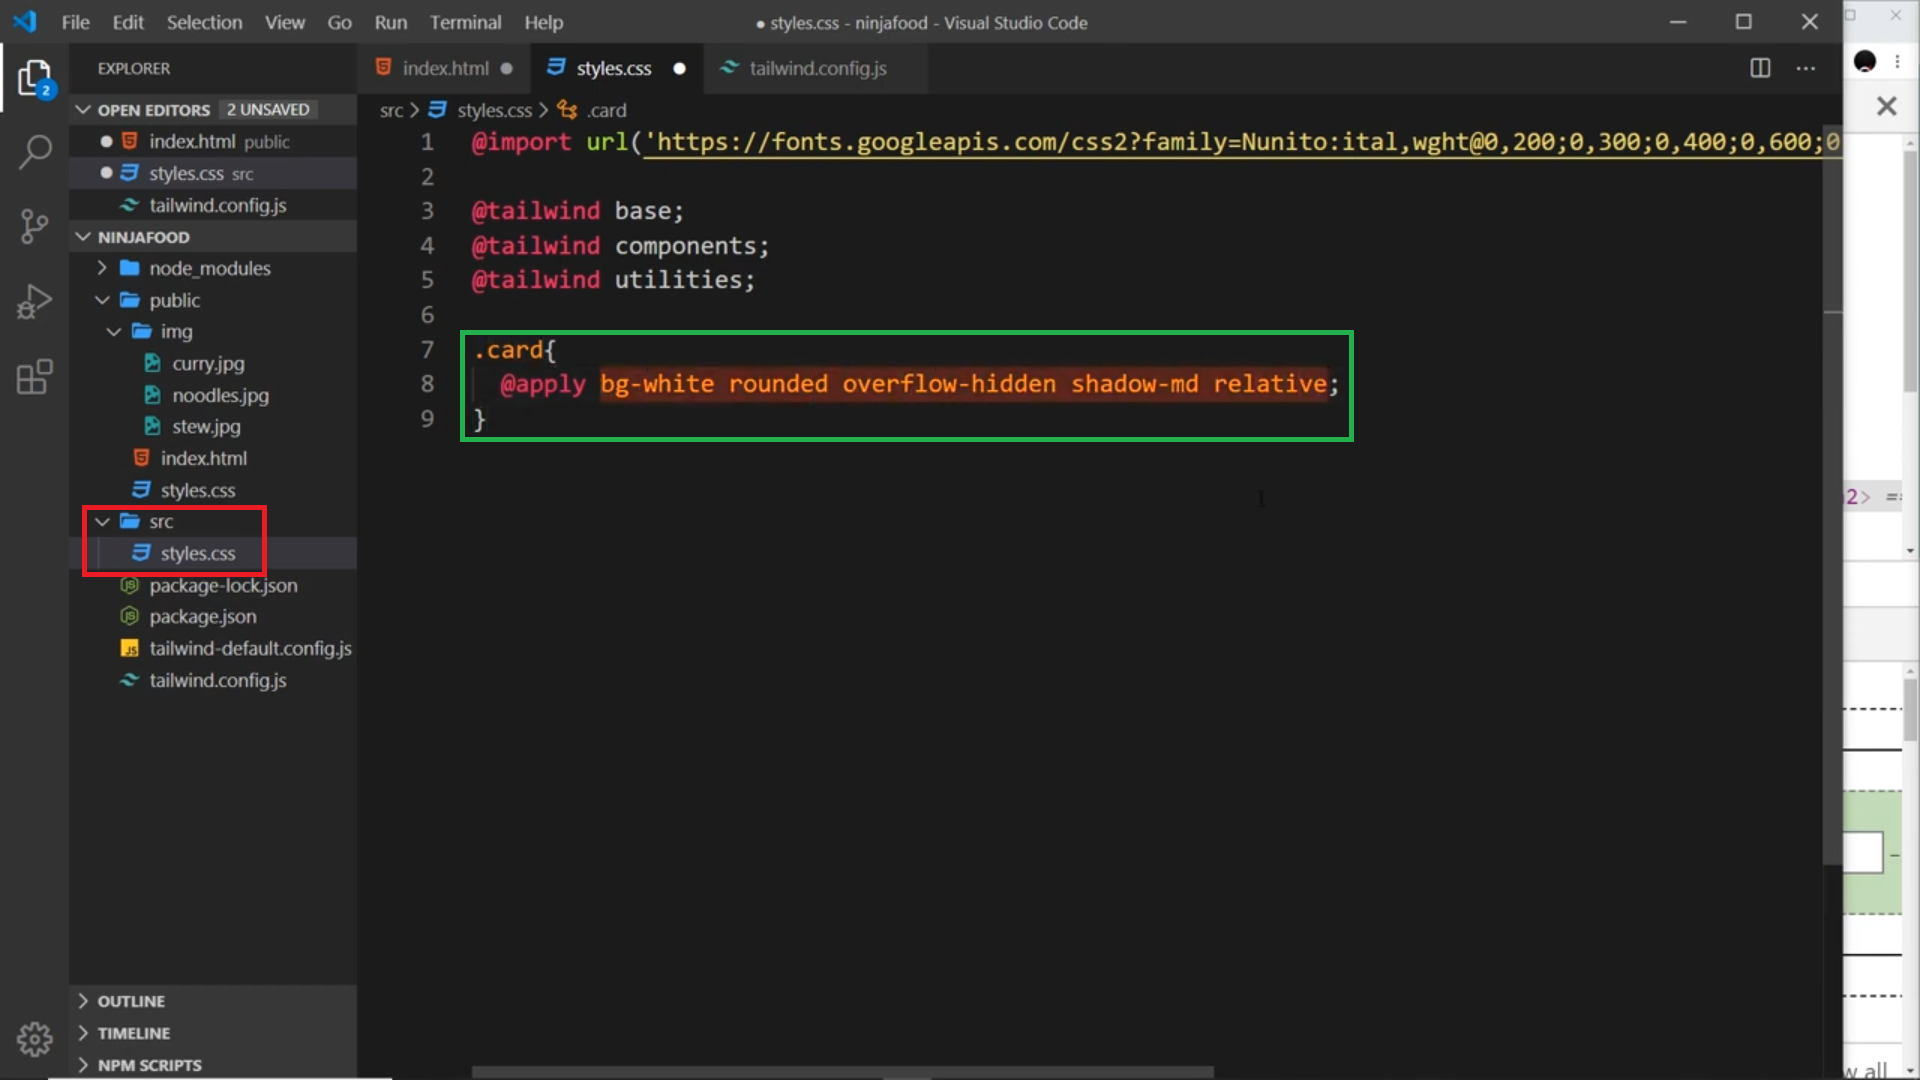 File Edit Selection View Go Run Terminal Help
● styles.css - ninjafood - Visual Studio Code
2
EXPLORER
OPEN EDITORS 2 UNSAVED
index.html public
styles.css src
tailwind.config.js
NINJAFOOD
node_modules
public
img
curry.jpg
noodles.jpg
stew.jpg
index.html
styles.css
src
styles.css
package-lock.json
package.json
tailwind-default.config.js
tailwind.config.js
OUTLINE
TIMELINE
NPM SCRIPTS
index.html
styles.css
tailwind.config.js
src > styles.css > .card
1 @import url('https://fonts.googleapis.com/css2?family=Nunito:ital,wght@0,200;0,300;0,400;0,600;0
2
3 @tailwind base;
4 @tailwind components;
5 @tailwind utilities;
6
7 .card{
8 @apply bg-white rounded overflow-hidden shadow-md relative;
9 }
2> ==
w all